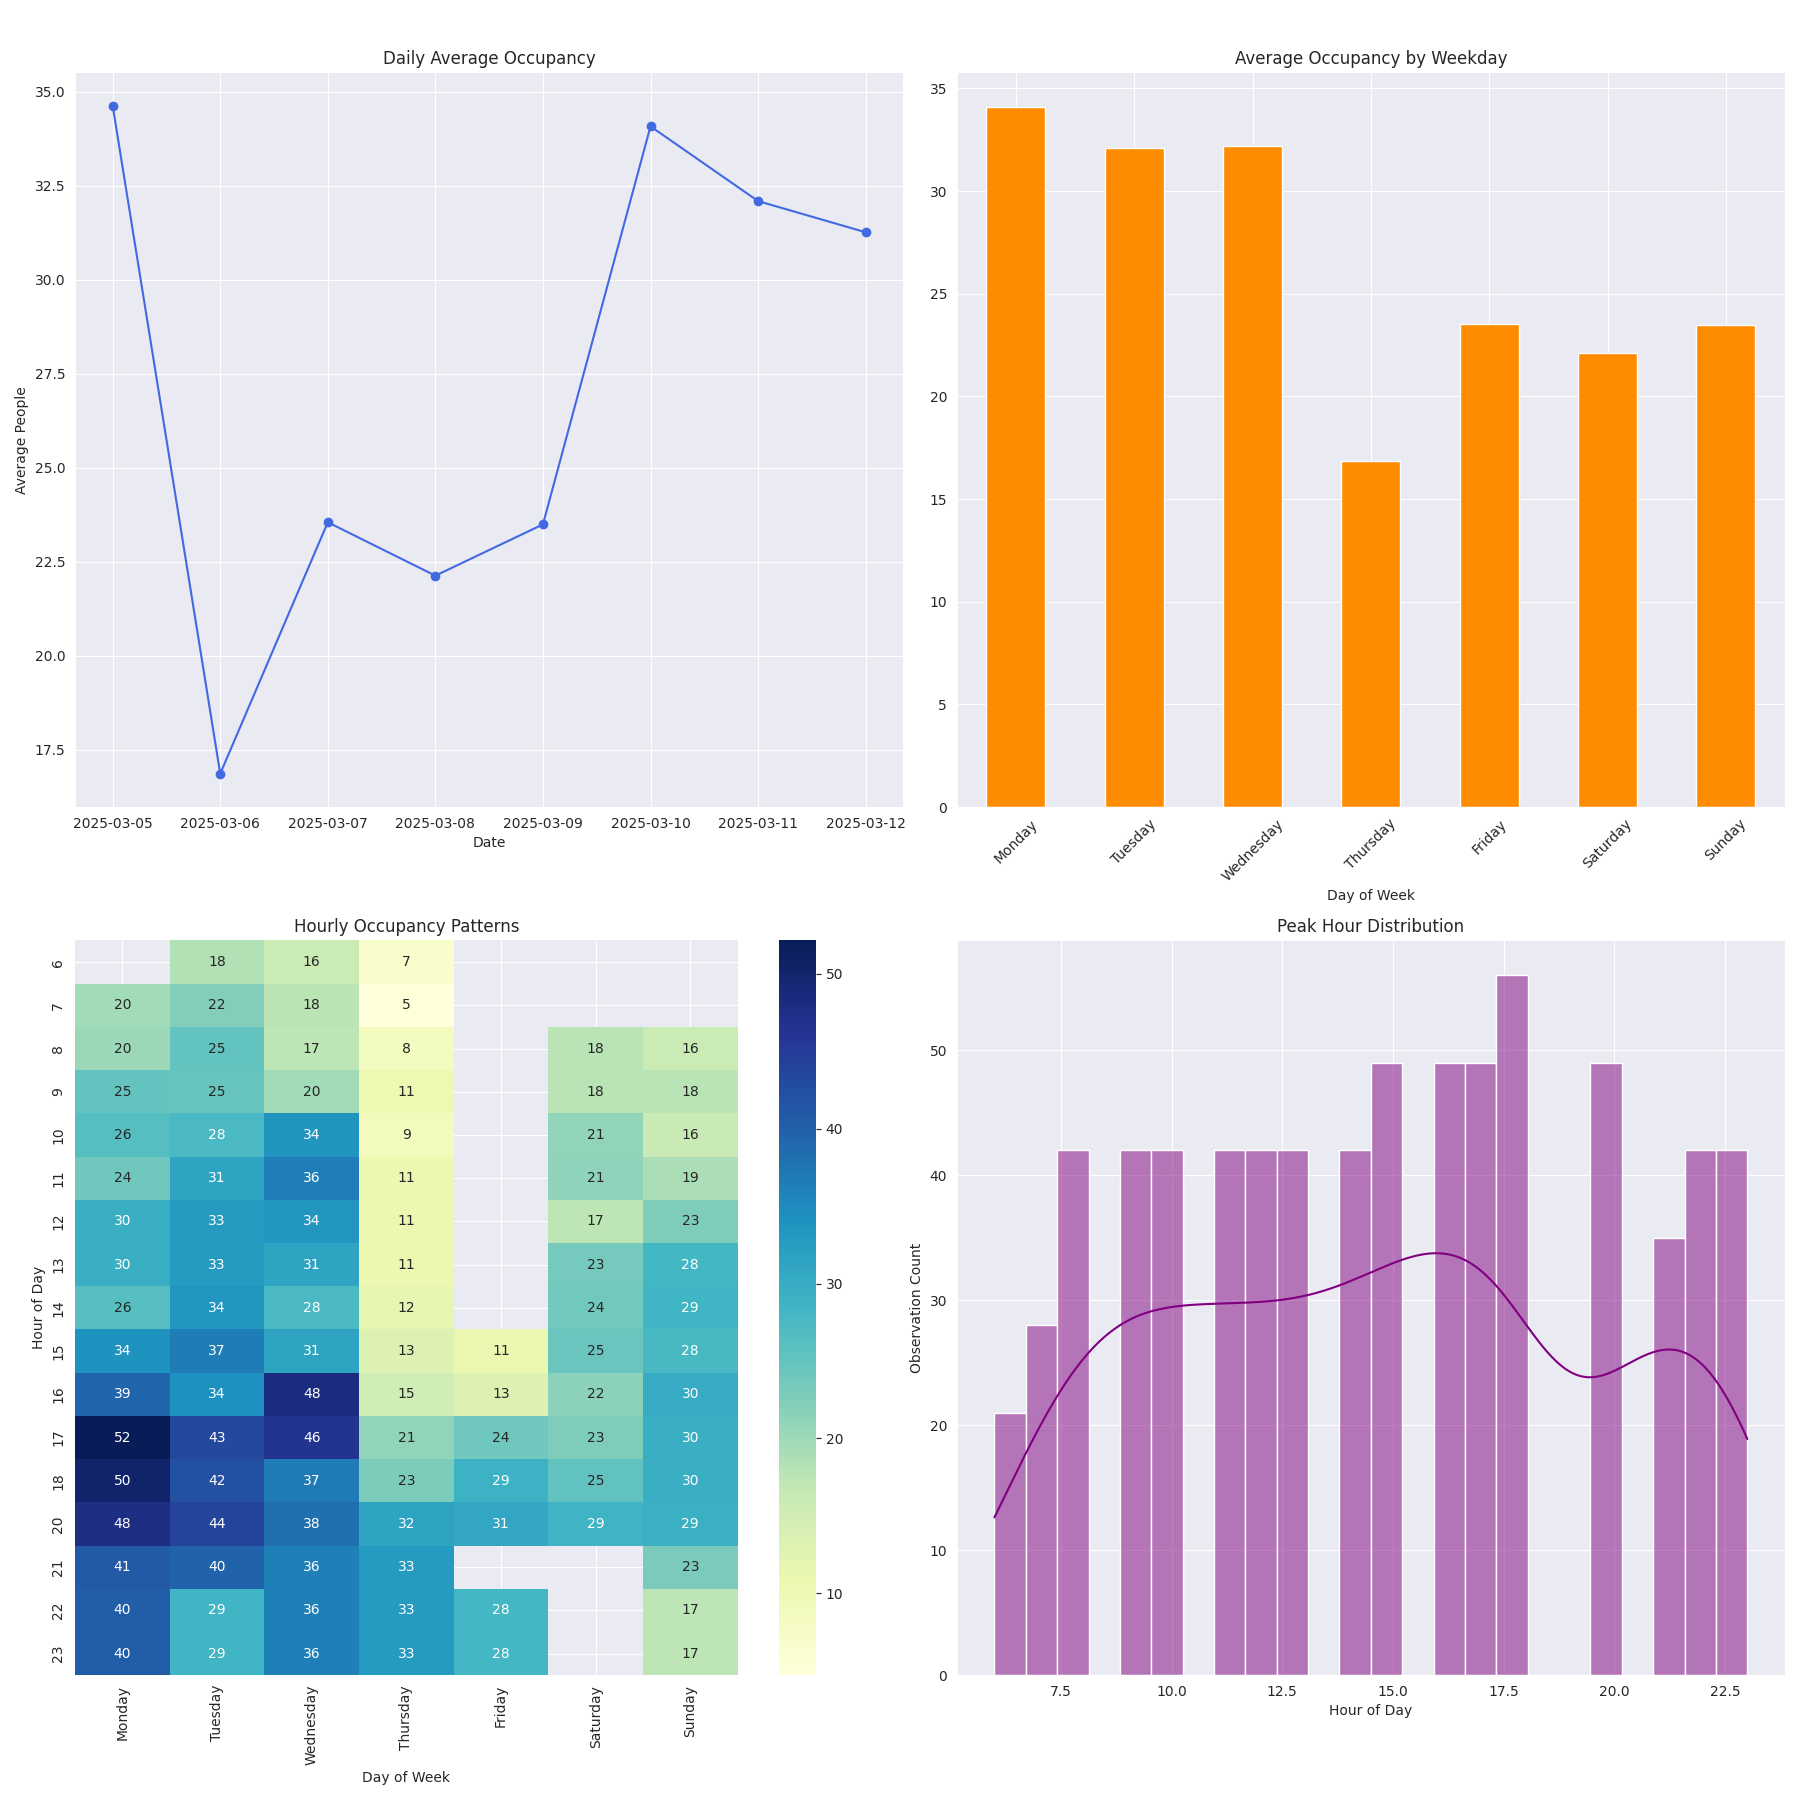 Daily Average Occupancy
35.0
32.5
30.0
27.5
25.0
22.5
20.0
17.5
Average People
2025-03-05 2025-03-06 2025-03-07 2025-03-08 2025-03-09 2025-03-10 2025-03-11 2025-03-12
Date
Average Occupancy by Weekday
35
30
25
20
15
10
5
0
Monday Tuesday Wednesday Thursday Friday Saturday Sunday
Day of Week
Hourly Occupancy Patterns
Hour of Day
6 18 16 7
7 20 22 18 5
8 20 25 17 8 18 16
9 25 25 20 11 18 18
10 26 28 34 9 21 16
11 24 31 36 11 21 19
12 30 33 34 11 17 23
13 30 33 31 11 23 28
14 26 34 28 12 24 29
15 34 37 31 13 11 25 28
16 39 34 48 15 13 22 30
17 52 43 46 21 24 23 30
18 50 42 37 23 29 25 30
20 48 44 38 32 31 29 29
21 41 40 36 33 23
22 40 29 36 33 28 17
23 40 29 36 33 28 17
Monday Tuesday Wednesday Thursday Friday Saturday Sunday
Day of Week
50
40
30
20
10
Peak Hour Distribution
Observation Count
50
40
30
20
10
0
7.5 10.0 12.5 15.0 17.5 20.0 22.5
Hour of Day